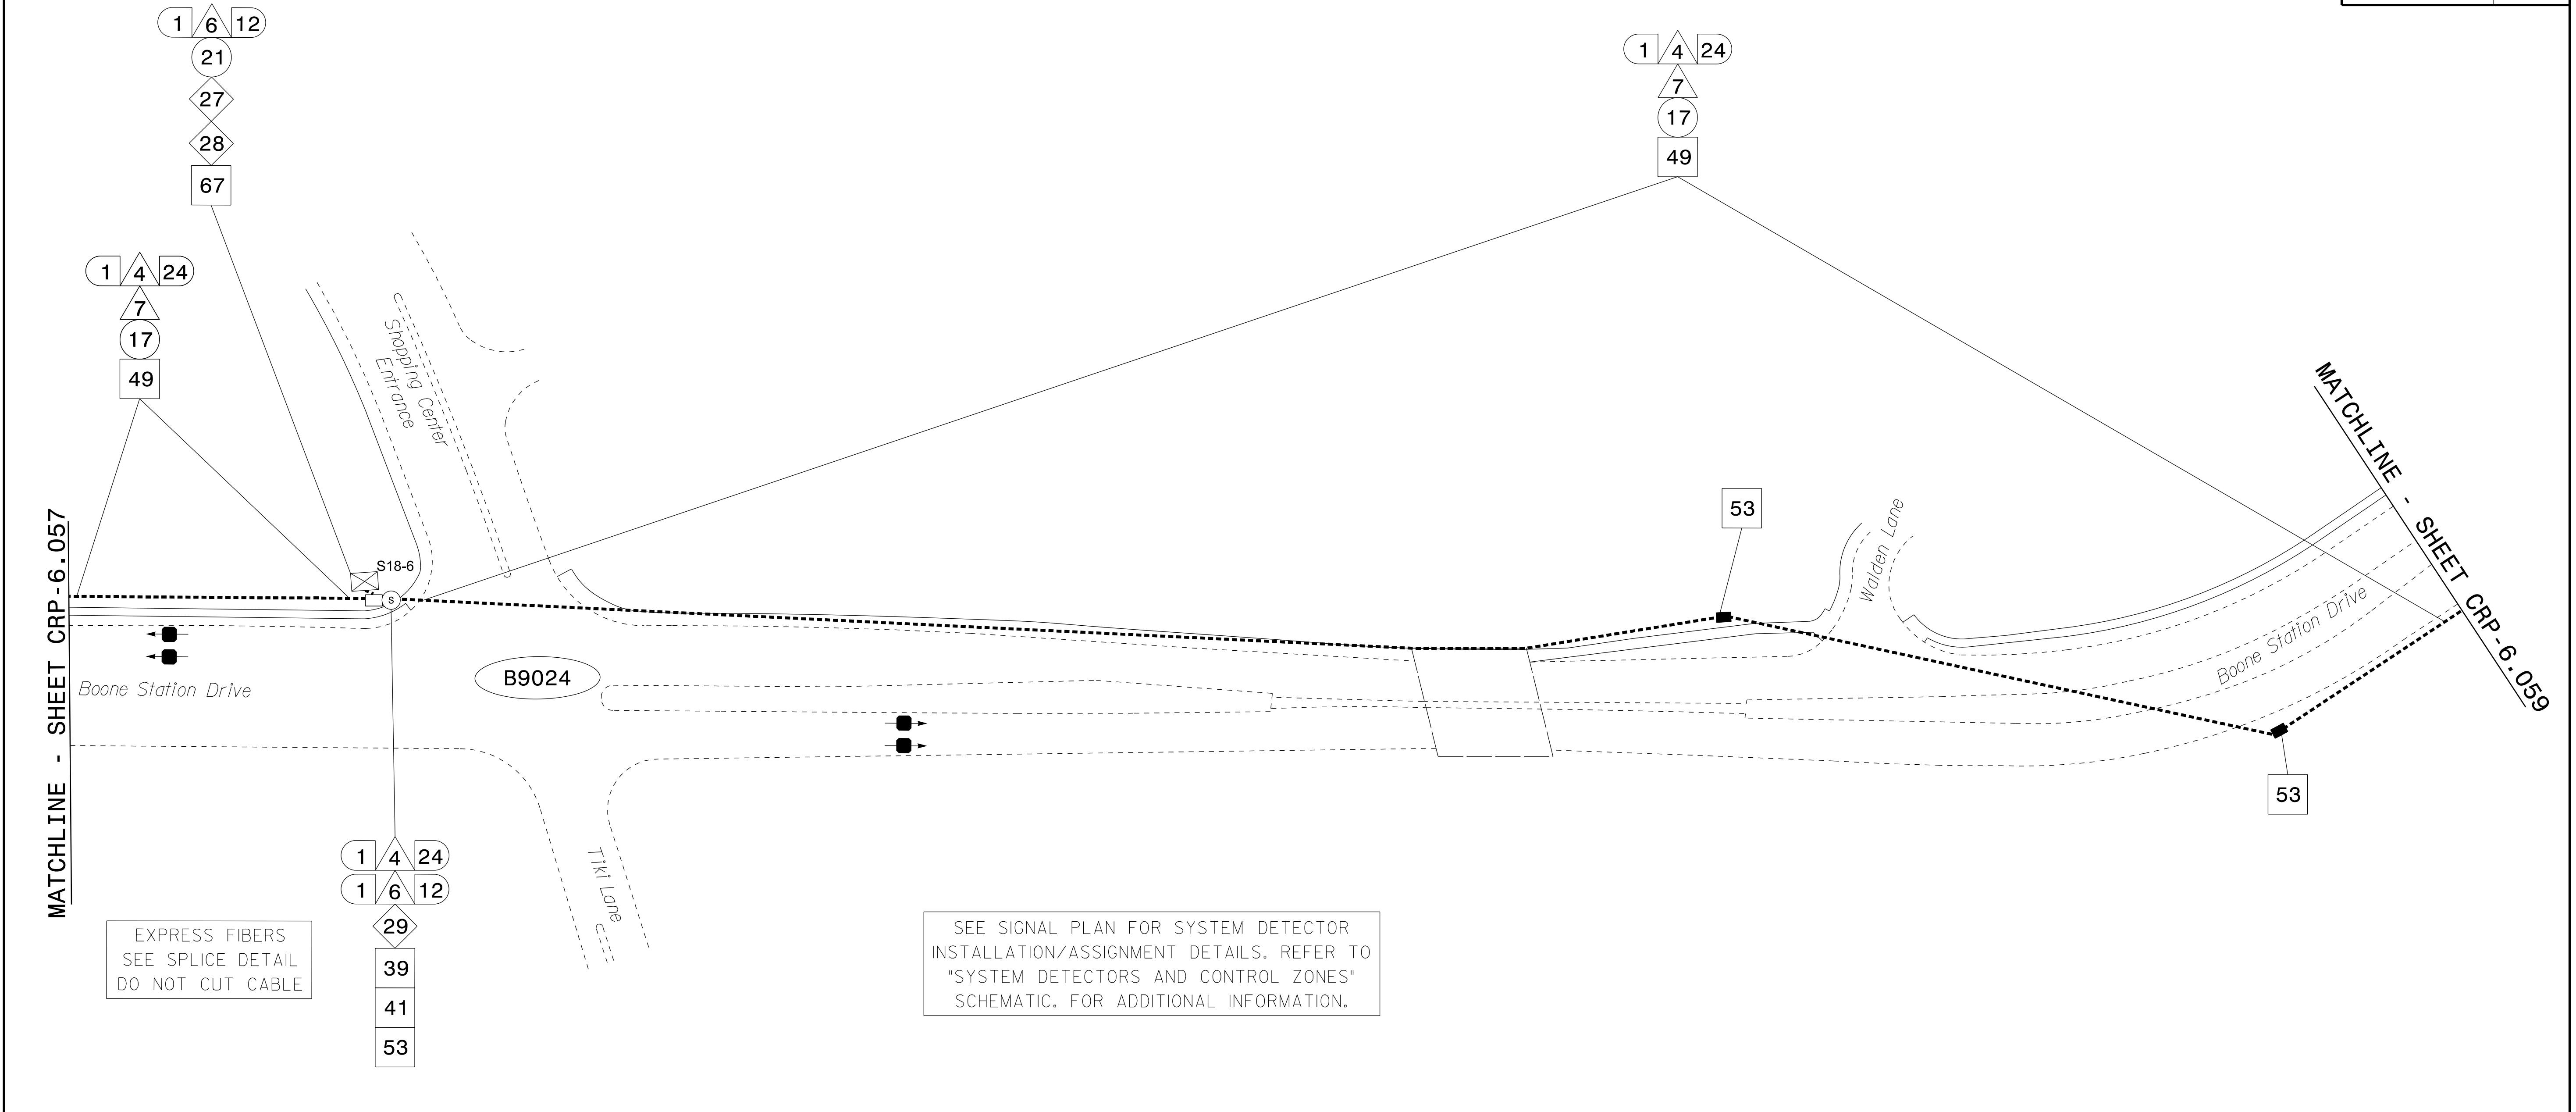 1 6 12
21
27
28
67
1 4 24
7
17
49
1 4 24
7
17
49
Shopping Center
Entrance
S18-6
S
53
Walden Lane
MATCHLINE - SHEET CRP-6.057
MATCHLINE - SHEET CRP-6.059
Boone Station Drive
Boone Station Drive
B9024
53
Tiki Lane
1 4 24
1 6 12
29
39
41
53
EXPRESS FIBERS
SEE SPLICE DETAIL
DO NOT CUT CABLE
SEE SIGNAL PLAN FOR SYSTEM DETECTOR
INSTALLATION/ASSIGNMENT DETAILS. REFER TO
"SYSTEM DETECTORS AND CONTROL ZONES"
SCHEMATIC. FOR ADDITIONAL INFORMATION.